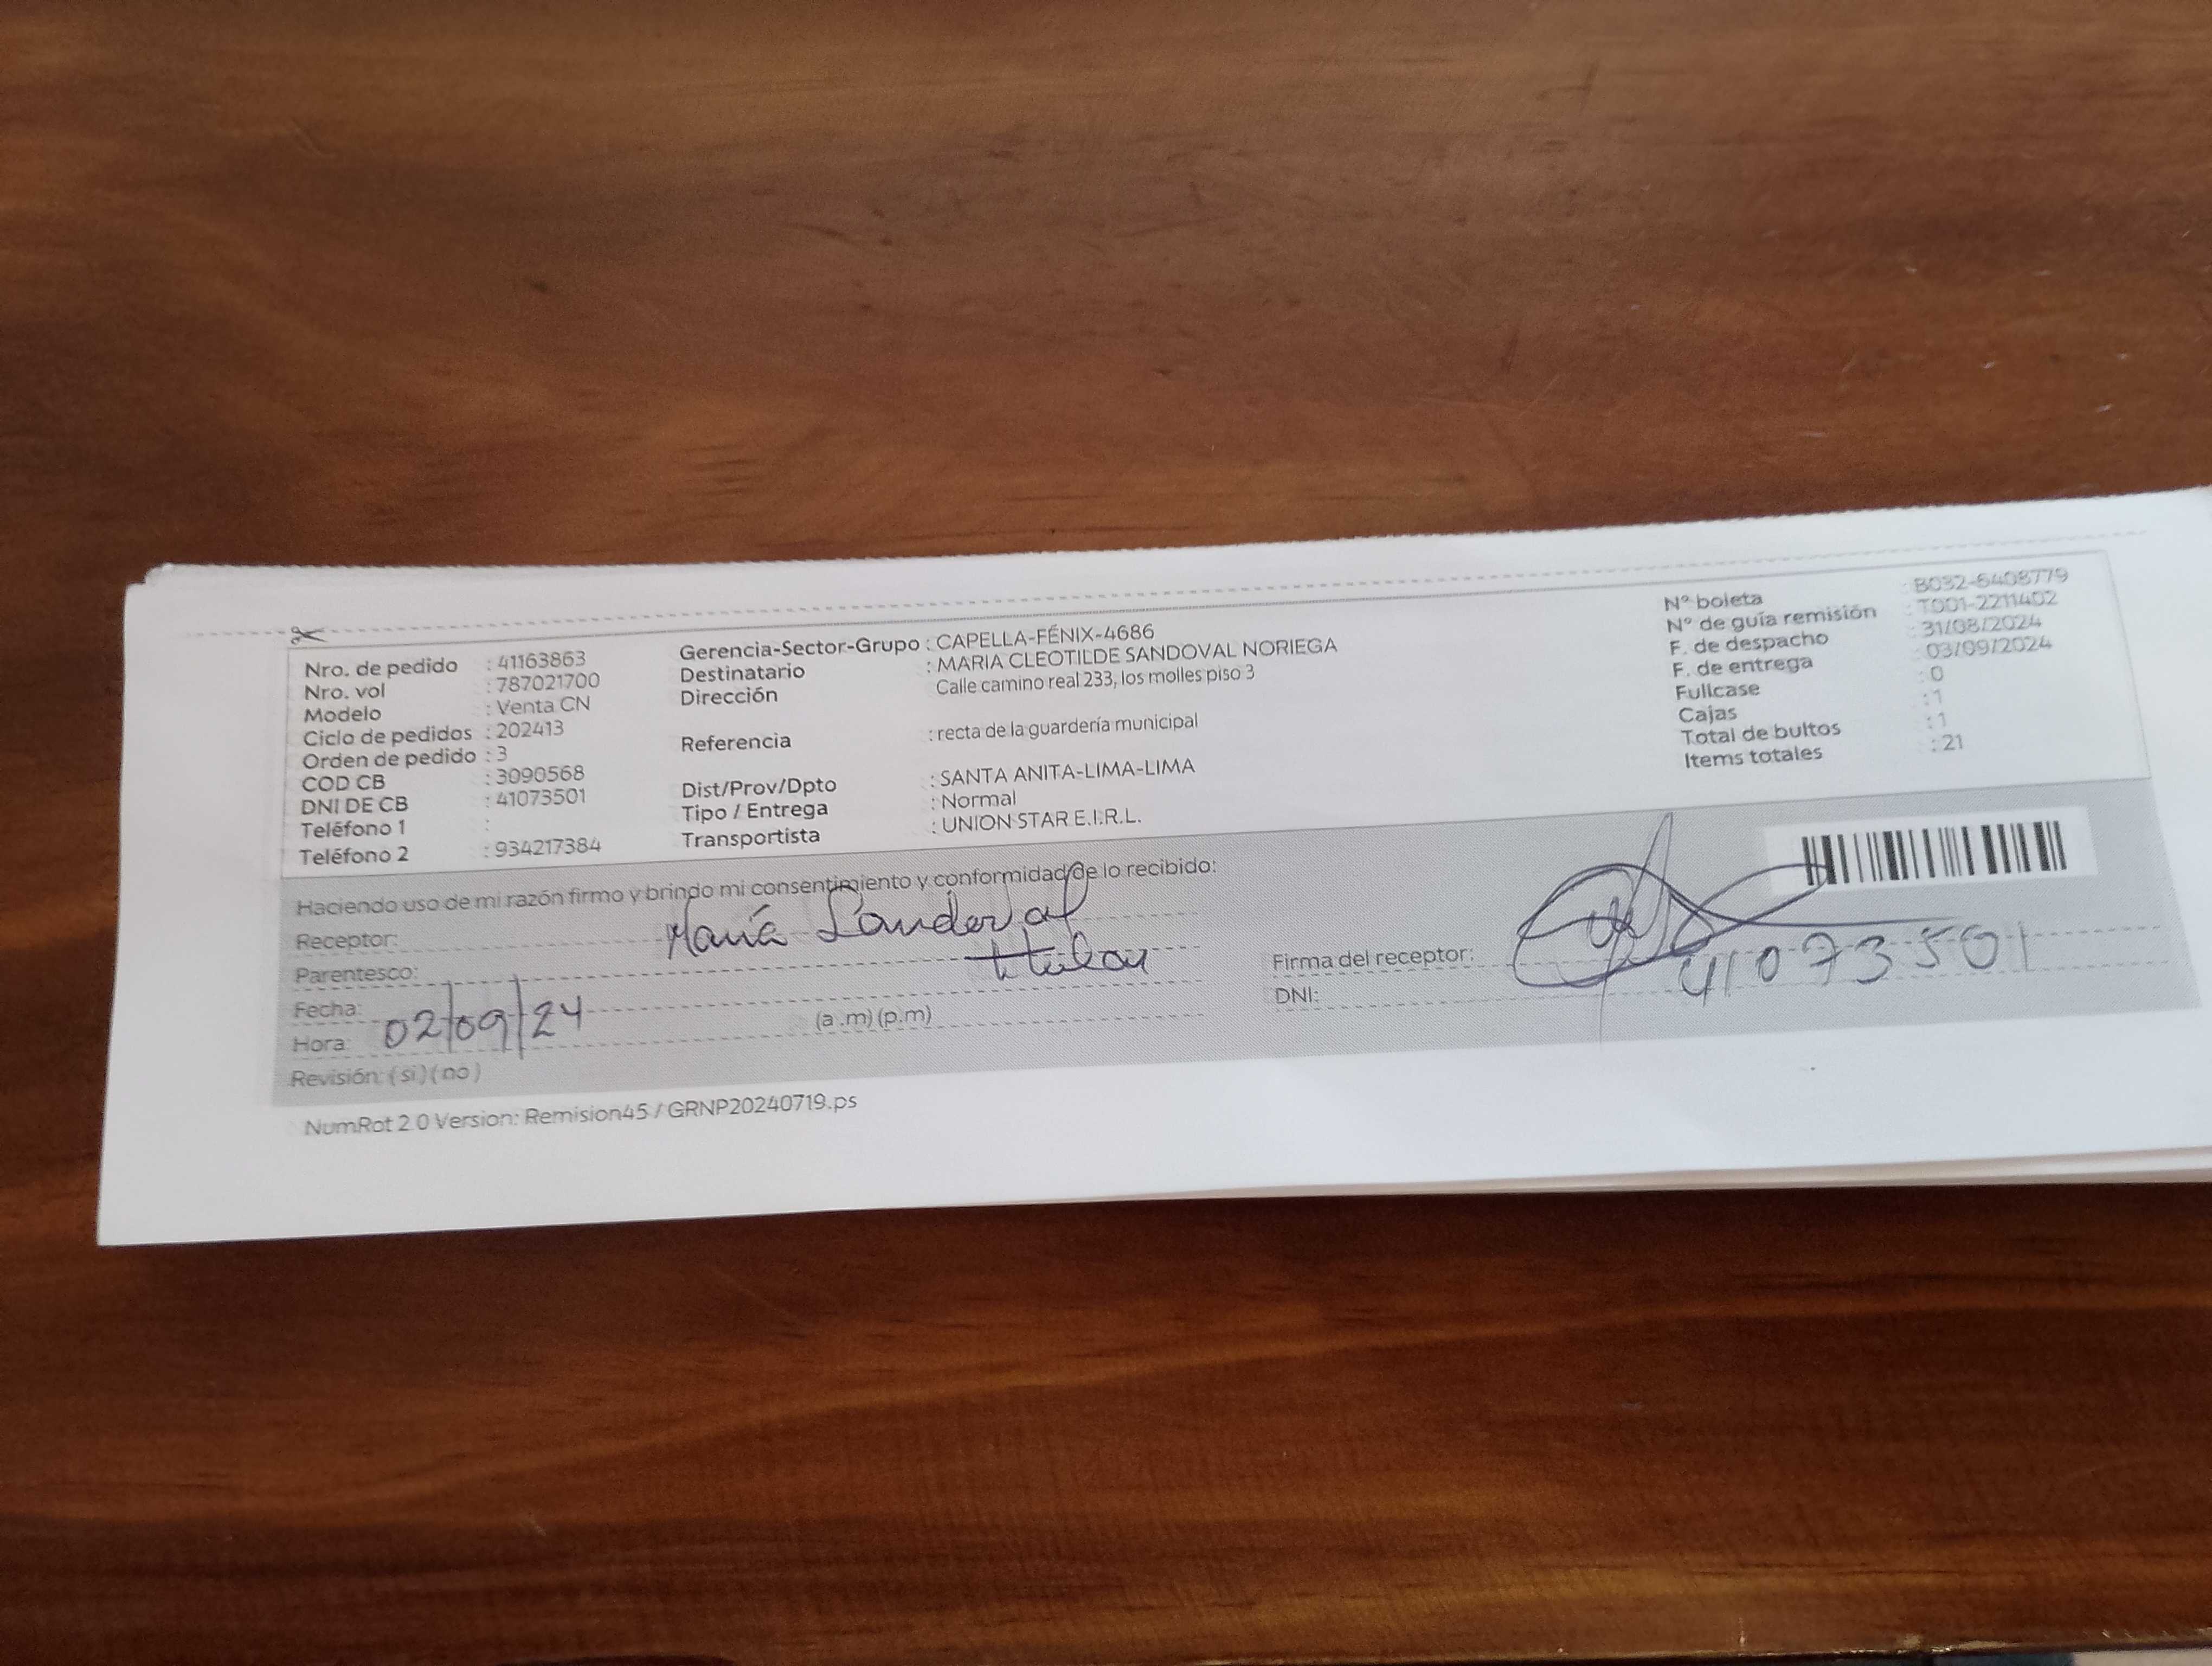 Nro. de pedido : 41163863
Nro. vol : 787021700
Modelo : Venta CN
Ciclo de pedidos : 202413
Orden de pedido : 3
COD CB : 3090568
DNI DE CB : 41073501
Teléfono 1 :
Teléfono 2 : 934217384
Gerencia-Sector-Grupo : CAPELLA-FÉNIX-4686
Destinatario : MARIA CLEOTILDE SANDOVAL NORIEGA
Dirección Calle camino real 233, los molles piso 3
Referencia : recta de la guardería municipal
Dist/Prov/Dpto : SANTA ANITA-LIMA-LIMA
Tipo / Entrega : Normal
Transportista : UNION STAR E.I.R.L.
Nº boleta : B032-6408779
Nº de guía remisión : T001-2211402
F. de despacho : 31/08/2024
F. de entrega : 03/09/2024
Fullcase : 0
Cajas : 1
Total de bultos : 1
Items totales : 21
Haciendo uso de mi razón firmo y brindo mi consentimiento y conformidad de lo recibido:
Receptor: María Sandoval
Parentesco: titular
Fecha: 02/09/24
Hora: (a .m) (p.m)
Revisión: ( si ) ( no )
Firma del receptor:
DNI: 41073501
NumRot 2.0 Version: Remision45 / GRNP20240719.ps